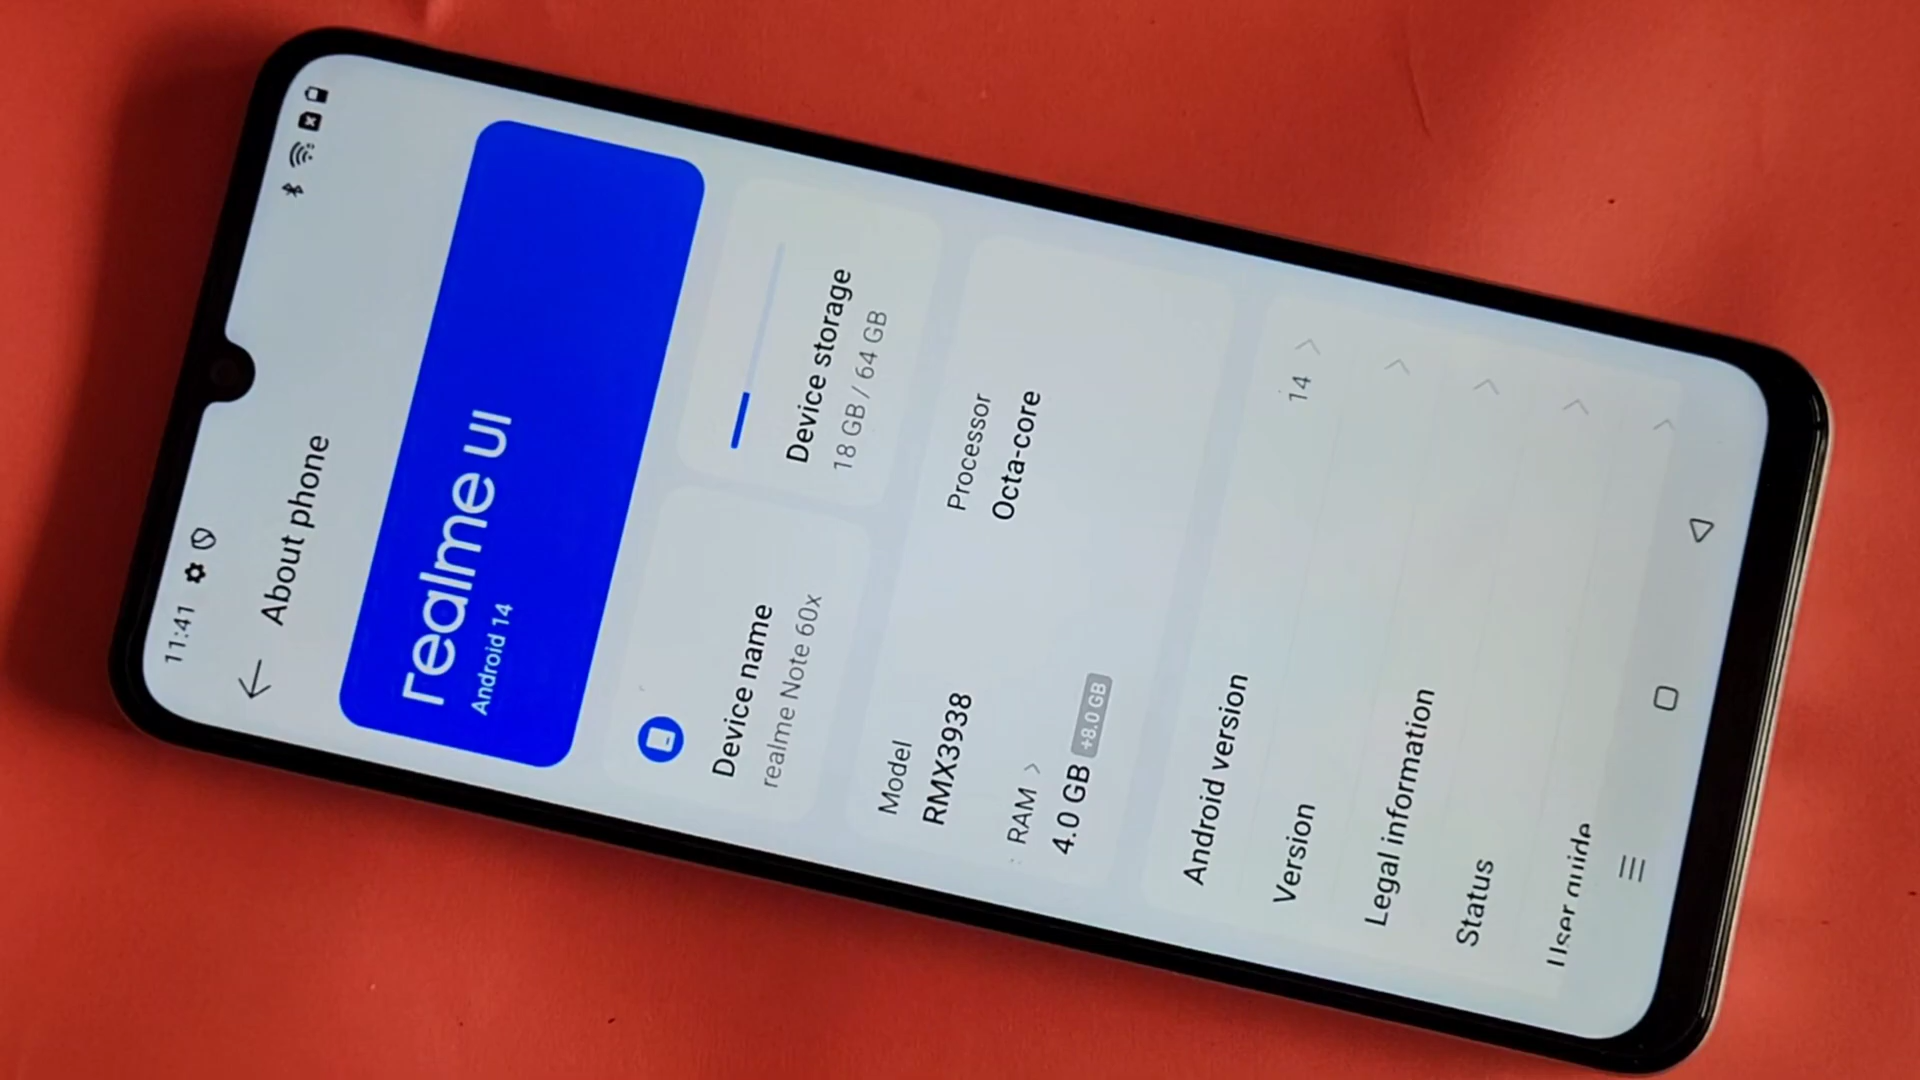 11:41
About phone
realme UI
Android 14
Device name
realme Note 60x
Device storage
18 GB / 64 GB
Model
RMX3938
Processor
Octa-core
RAM
4.0 GB +8.0 GB
Android version 14
Version
Legal information
Status
User guide